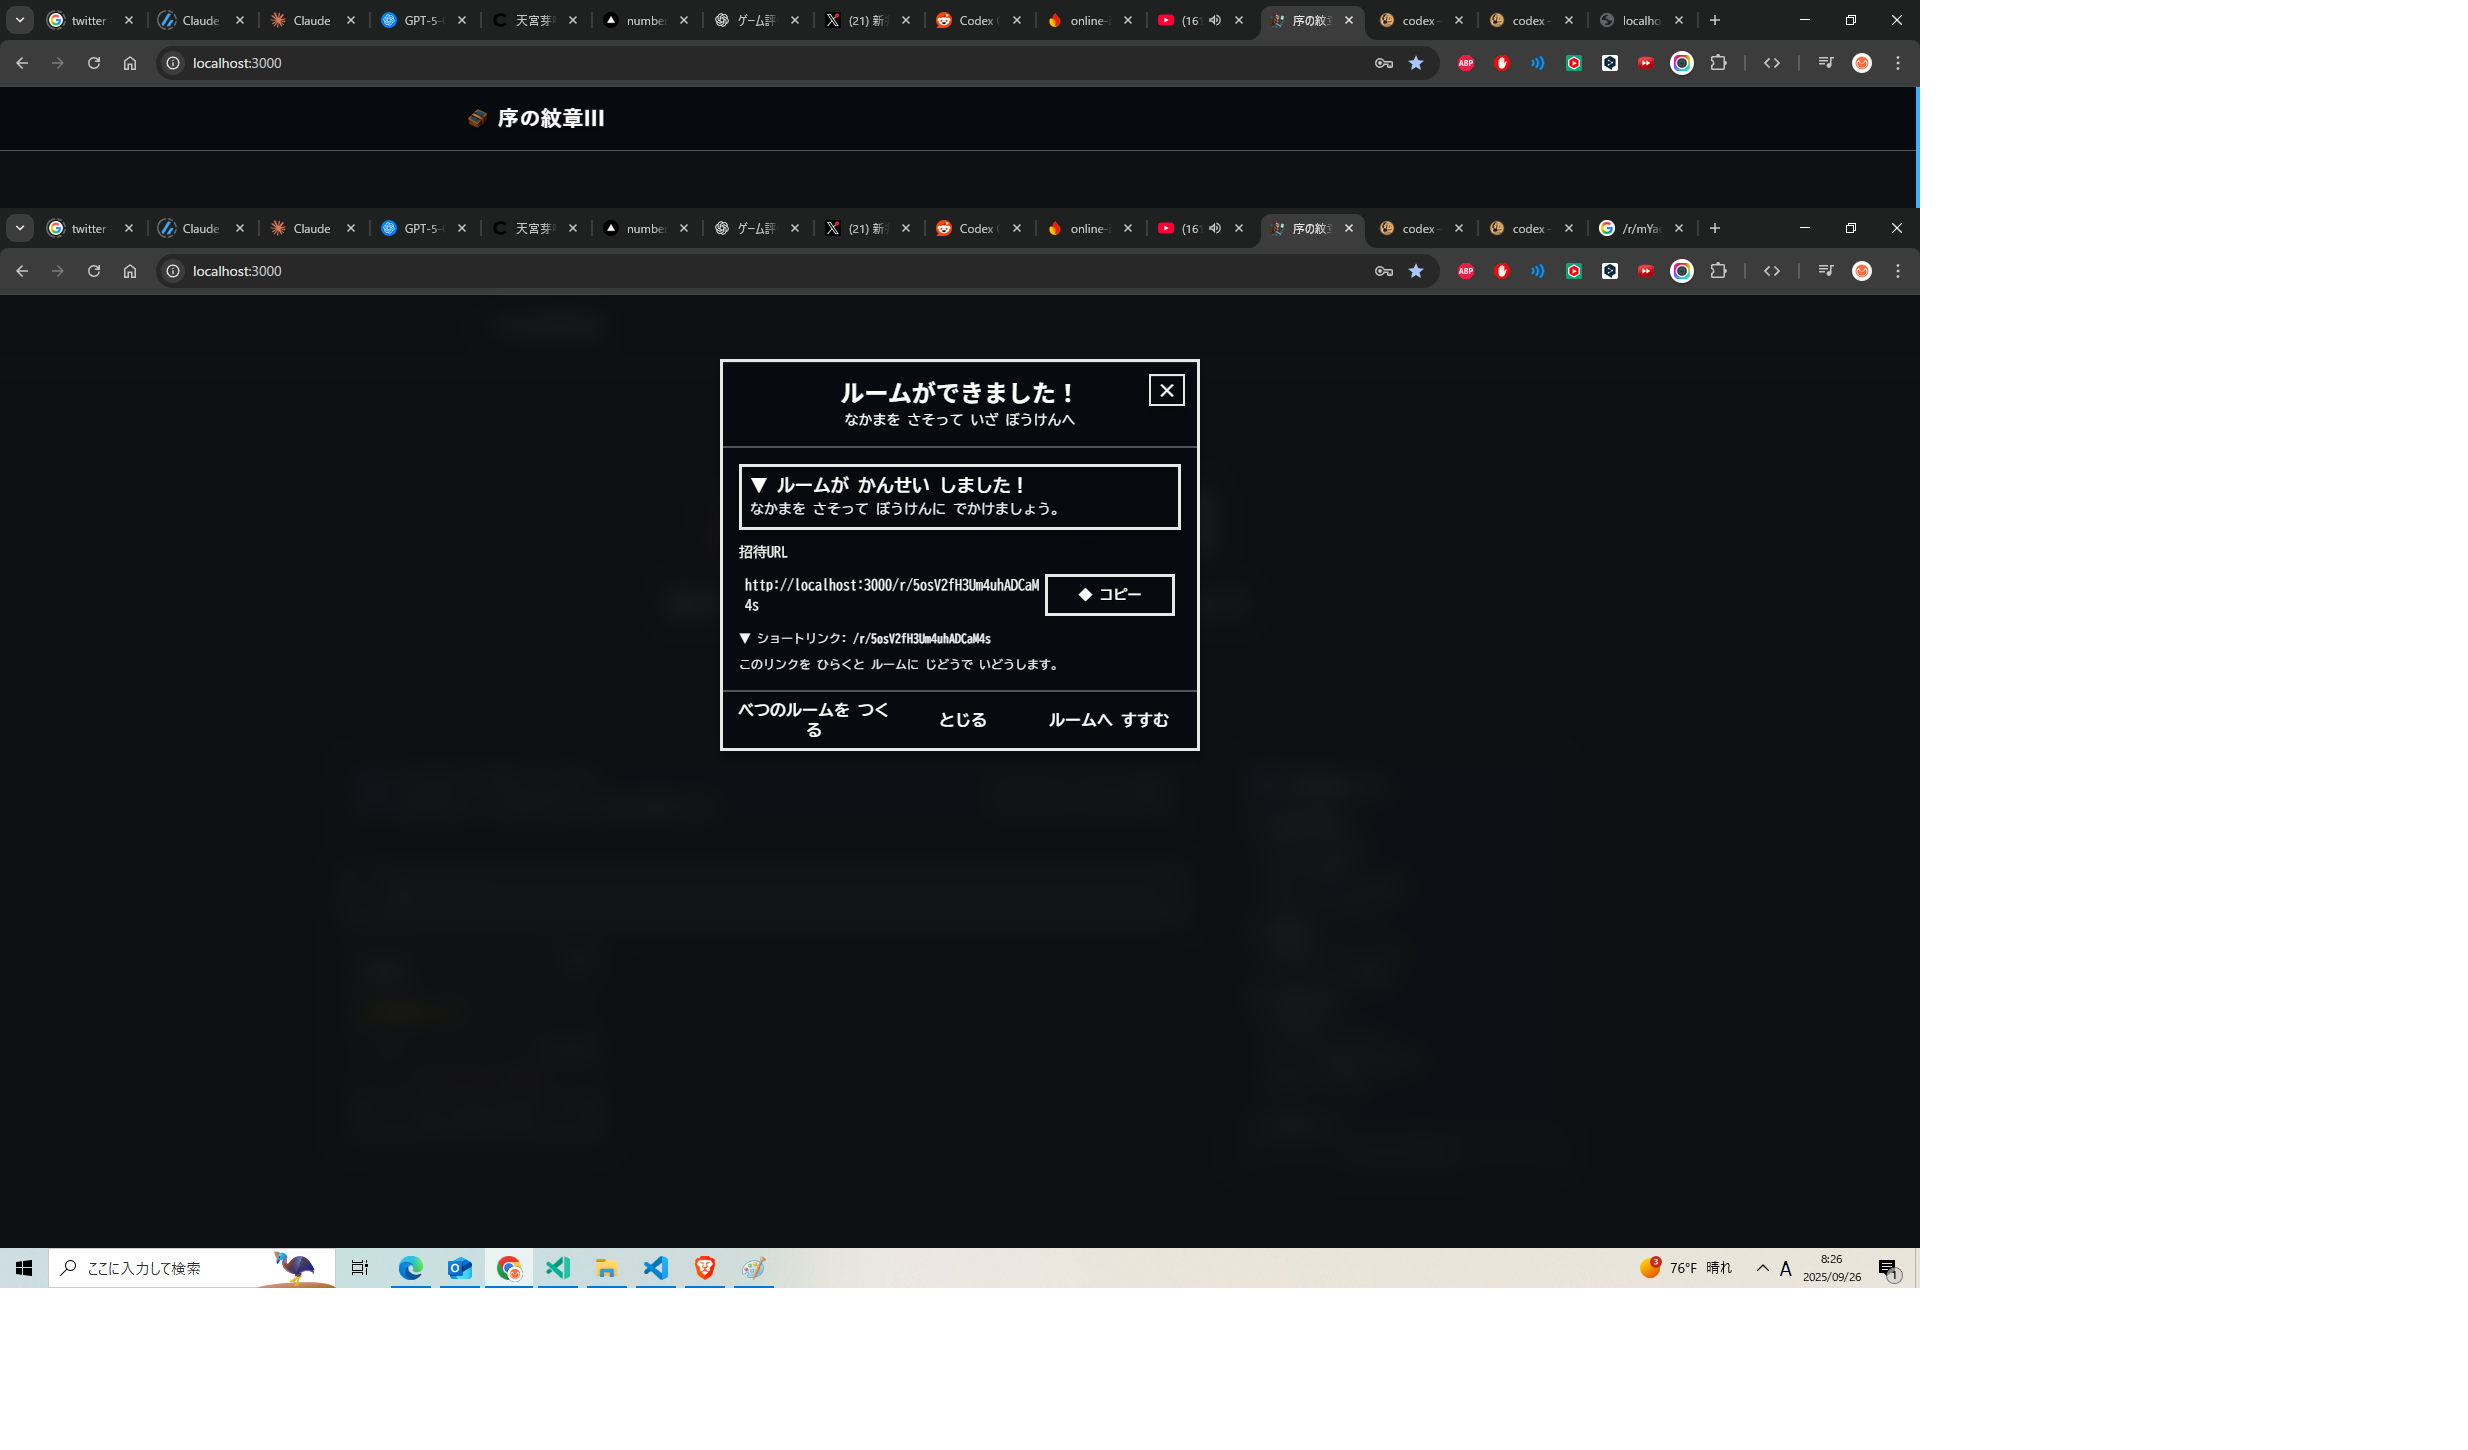 twitter
Claude
Claude
GPT-5-
天宮芽
number
ゲーム評
(21) 新
Codex
online-i
(16
序の紋
codex -
codex -
localho
localhost:3000
ABP
序の紋章III
twitter
Claude
Claude
GPT-5-
天宮芽
number
ゲーム評
(21) 新
Codex
online-i
(16
序の紋
codex -
codex -
/r/mYa
localhost:3000
ABP
ルームができました！
なかまを さそって いざ ぼうけんへ
▼ ルームが かんせい しました！
なかまを さそって ぼうけんに でかけましょう。
招待URL
http://localhost:3000/r/5osV2fH3Um4uhADCaM
4s
◆ コピー
▼ ショートリンク: /r/5osV2fH3Um4uhADCaM4s
このリンクを ひらくと ルームに じどうで いどうします。
べつのルームを つく
る
とじる
ルームへ すすむ
ここに入力して検索
3
76°F 晴れ
A
8:26
2025/09/26
1